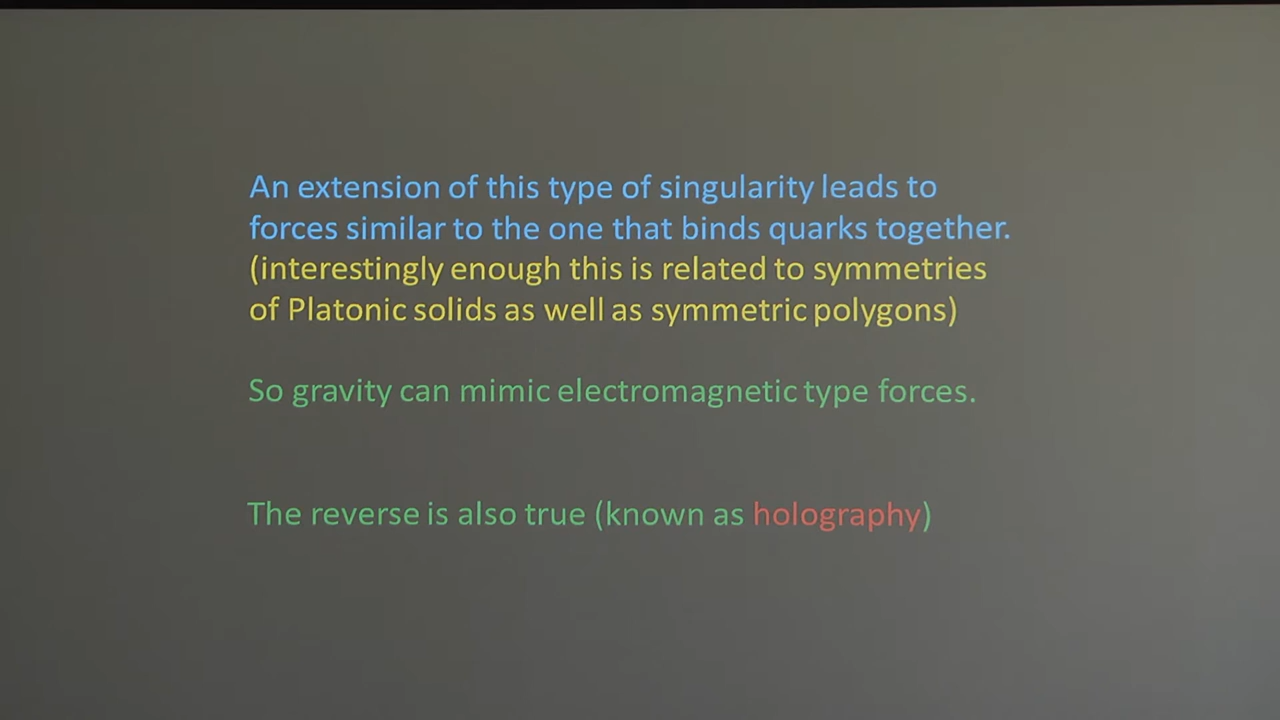 An extension of this type of singularity leads to
forces similar to the one that binds quarks together.
(interestingly enough this is related to symmetries
of Platonic solids as well as symmetric polygons)
So gravity can mimic electromagnetic type forces.
The reverse is also true (known as holography)